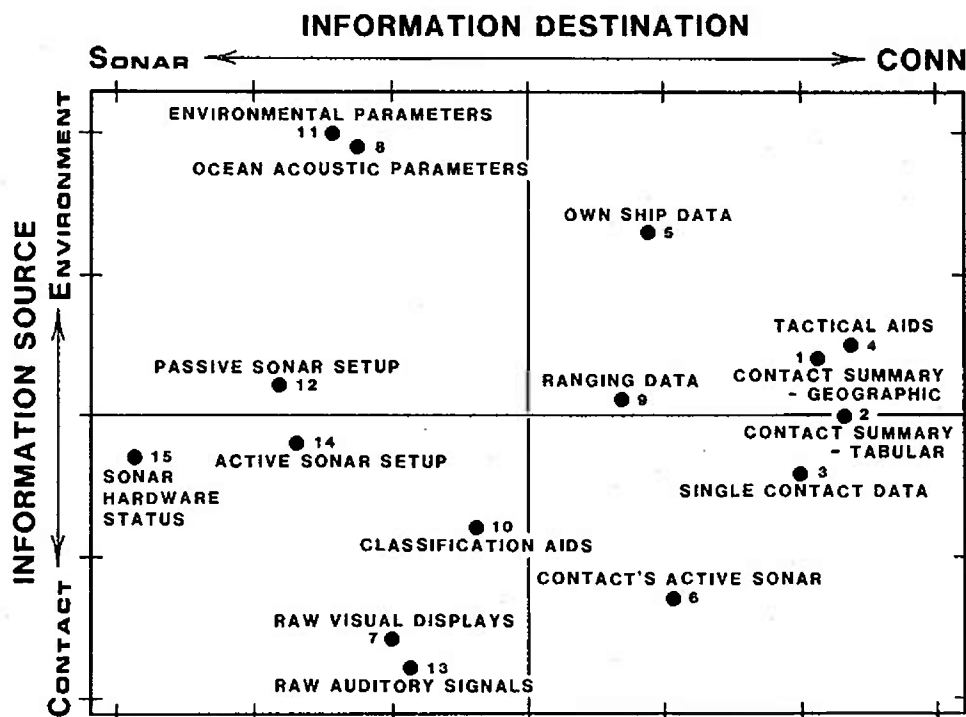 INFORMATION DESTINATION
SONAR
CONN
INFORMATION SOURCE
ENVIRONMENT
CONTACT
ENVIRONMENTAL PARAMETERS
11
8
OCEAN ACOUSTIC PARAMETERS
OWN SHIP DATA
5
TACTICAL AIDS
4
1
CONTACT SUMMARY
- GEOGRAPHIC
PASSIVE SONAR SETUP
12
RANGING DATA
9
2
CONTACT SUMMARY
- TABULAR
14
ACTIVE SONAR SETUP
15
SONAR
HARDWARE
STATUS
3
SINGLE CONTACT DATA
10
CLASSIFICATION AIDS
CONTACT'S ACTIVE SONAR
6
RAW VISUAL DISPLAYS
7
13
RAW AUDITORY SIGNALS